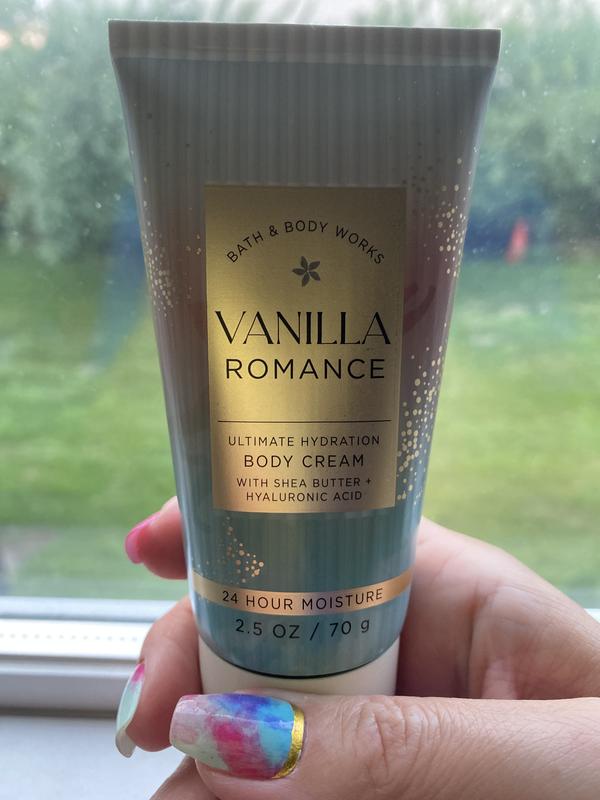 BATH & BODY WORKS
VANILLA
ROMANCE
ULTIMATE HYDRATION
BODY CREAM
WITH SHEA BUTTER +
HYALURONIC ACID
24 HOUR MOISTURE
2.5 OZ / 70 g